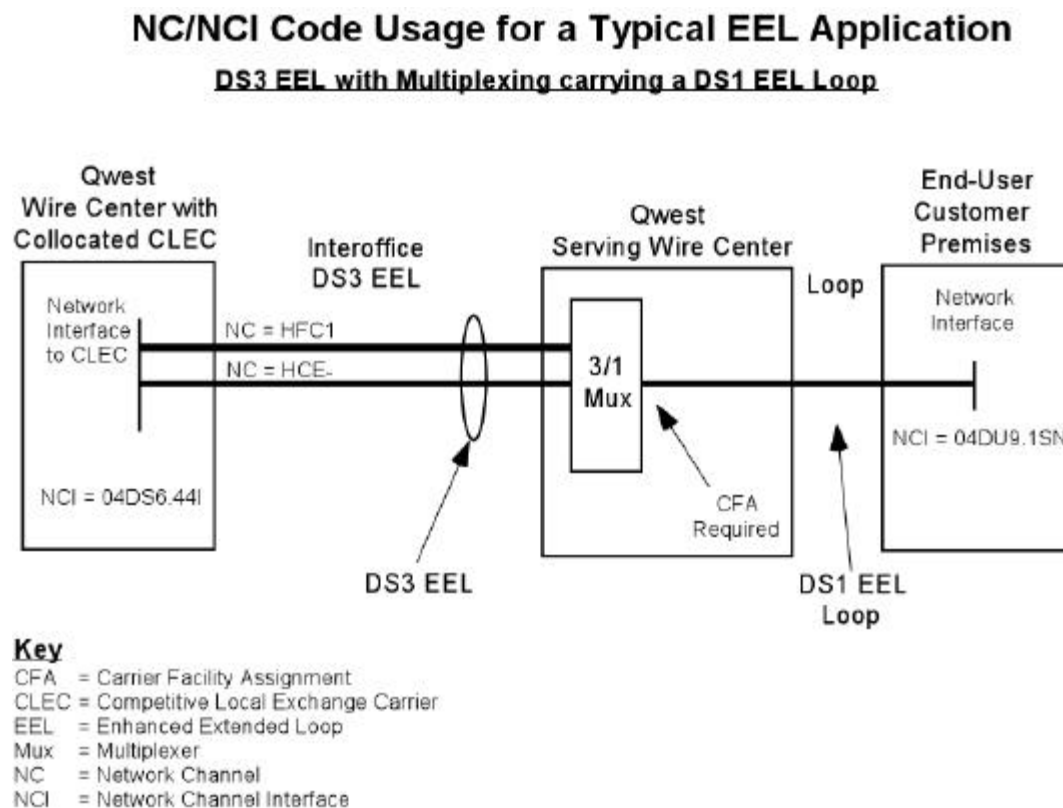 NC/NCI Code Usage for a Typical EEL Application
DS3 EEL with Multiplexing carrying a DS1 EEL Loop
Qwest
Wire Center with
Collocated CLEC
Interoffice
DS3 EEL
Qwest
Serving Wire Center
Loop
End-User
Customer
Premises
Network
Interface
to CLEC
NC = HFC1
NC = HCE-
3/1
Mux
Network
Interface
NCI = 04DS6.44I
NCI = 04DU9.1SN
CFA
Required
DS3 EEL
DS1 EEL
Loop
Key
CFA = Carrier Facility Assignment
CLEC = Competitive Local Exchange Carrier
EEL = Enhanced Extended Loop
Mux = Multiplexer
NC = Network Channel
NCI = Network Channel Interface